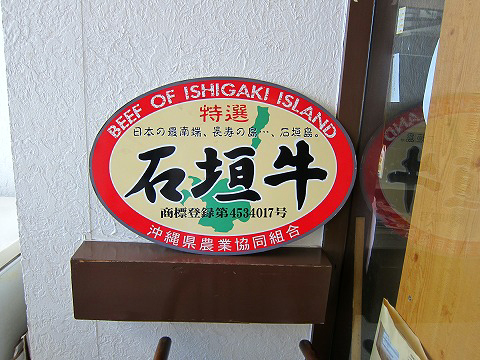 BEEF OF ISHIGAKI ISLAND
特選
日本の最南端、長寿の島…、石垣島。
石垣牛
商標登録第4534017号
沖縄県農業協同組合